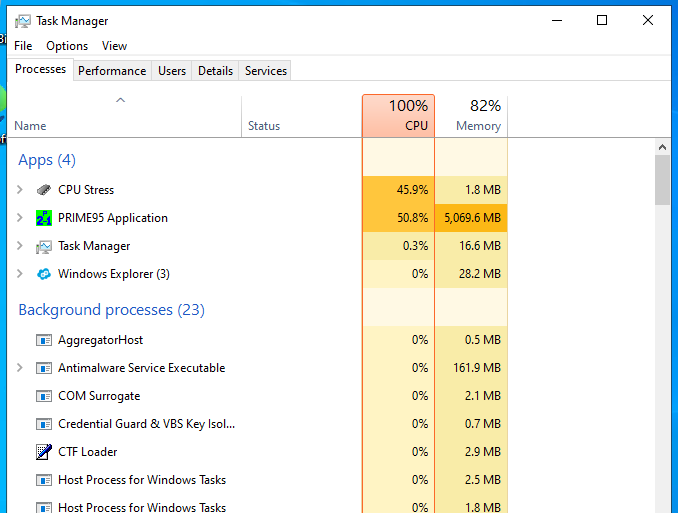 Task Manager
File Options View
Processes Performance Users Details Services
100% 82%
Name Status CPU Memory
Apps (4)
CPU Stress 45.9% 1.8 MB
PRIME95 Application 50.8% 5,069.6 MB
Task Manager 0.3% 16.6 MB
Windows Explorer (3) 0% 28.2 MB
Background processes (23)
AggregatorHost 0% 0.5 MB
Antimalware Service Executable 0% 161.9 MB
COM Surrogate 0% 2.1 MB
Credential Guard & VBS Key Isol... 0% 0.7 MB
CTF Loader 0% 2.9 MB
Host Process for Windows Tasks 0% 2.5 MB
Host Process for Windows Tasks 0% 1.8 MB